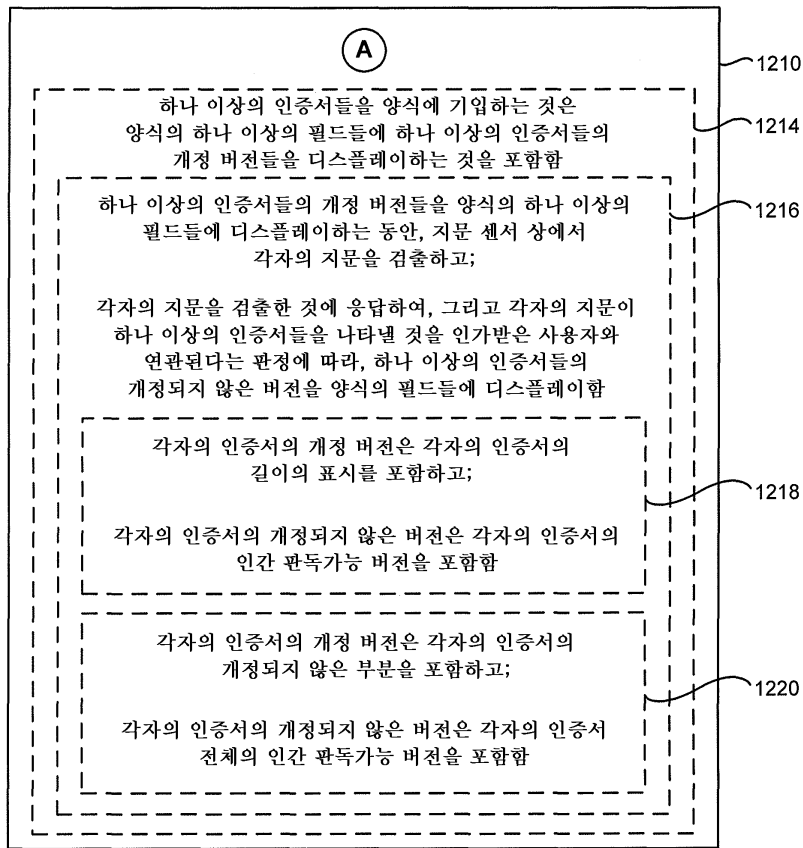 A
1210
하나 이상의 인증서들을 양식에 기입하는 것은
양식의 하나 이상의 필드들에 하나 이상의 인증서들의
개정 버전들을 디스플레이하는 것을 포함함
1214
하나 이상의 인증서들의 개정 버전들을 양식의 하나 이상의
필드들에 디스플레이하는 동안, 지문 센서 상에서
각자의 지문을 검출하고;
1216
각자의 지문을 검출한 것에 응답하여, 그리고 각자의 지문이
하나 이상의 인증서들을 나타낼 것을 인가받은 사용자와
연관된다는 판정에 따라, 하나 이상의 인증서들의
개정되지 않은 버전을 양식의 필드들에 디스플레이함
각자의 인증서의 개정 버전은 각자의 인증서의
길이의 표시를 포함하고;
1218
각자의 인증서의 개정되지 않은 버전은 각자의 인증서의
인간 판독가능 버전을 포함함
각자의 인증서의 개정 버전은 각자의 인증서의
개정되지 않은 부분을 포함하고;
1220
각자의 인증서의 개정되지 않은 버전은 각자의 인증서
전체의 인간 판독가능 버전을 포함함